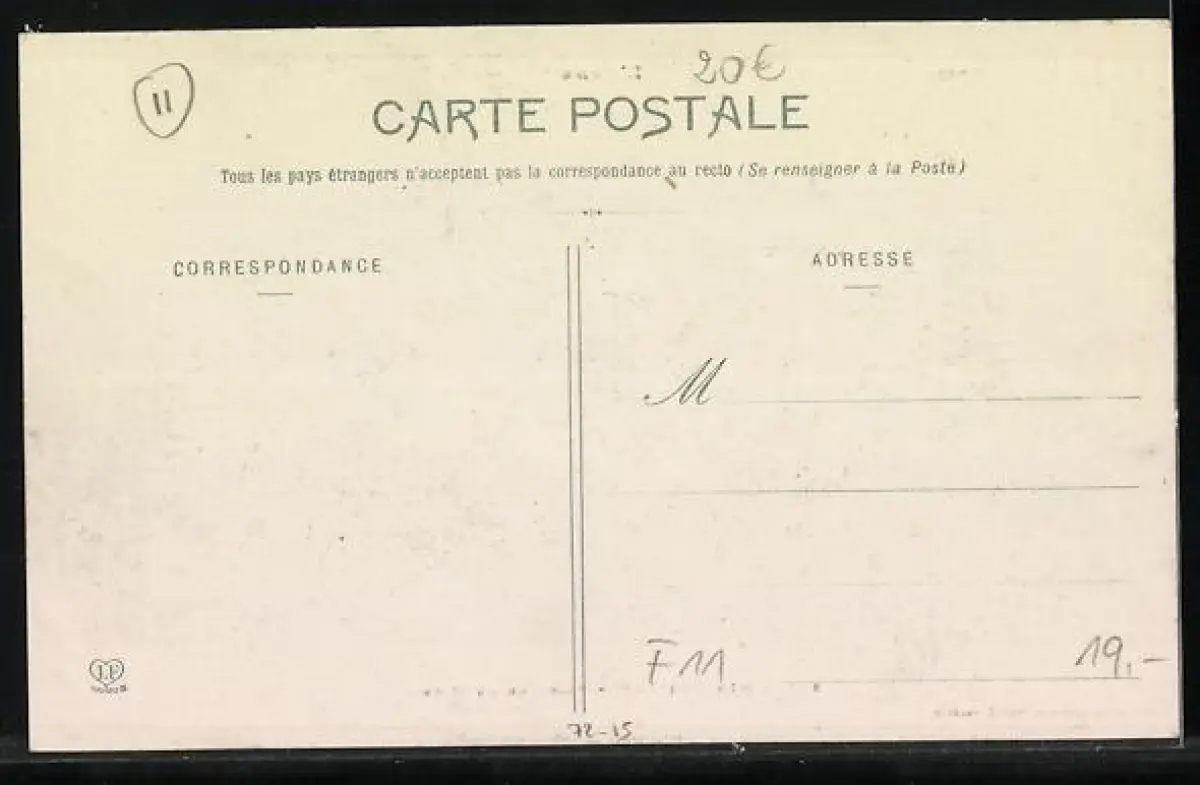 11
20€
CARTE POSTALE
Tous les pays étrangers n'acceptent pas la correspondance au recto (Se renseigner à la Poste)
CORRESPONDANCE
ADRESSE
M
F 11.
19,-
72-15